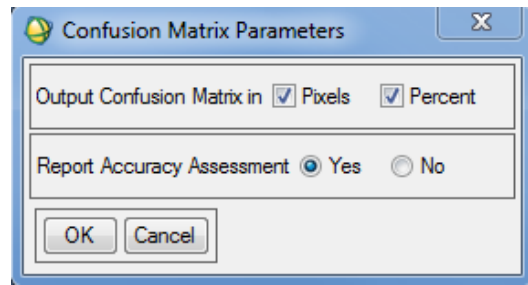 Confusion Matrix Parameters
Output Confusion Matrix in Pixels Percent
Report Accuracy Assessment Yes No
OK Cancel